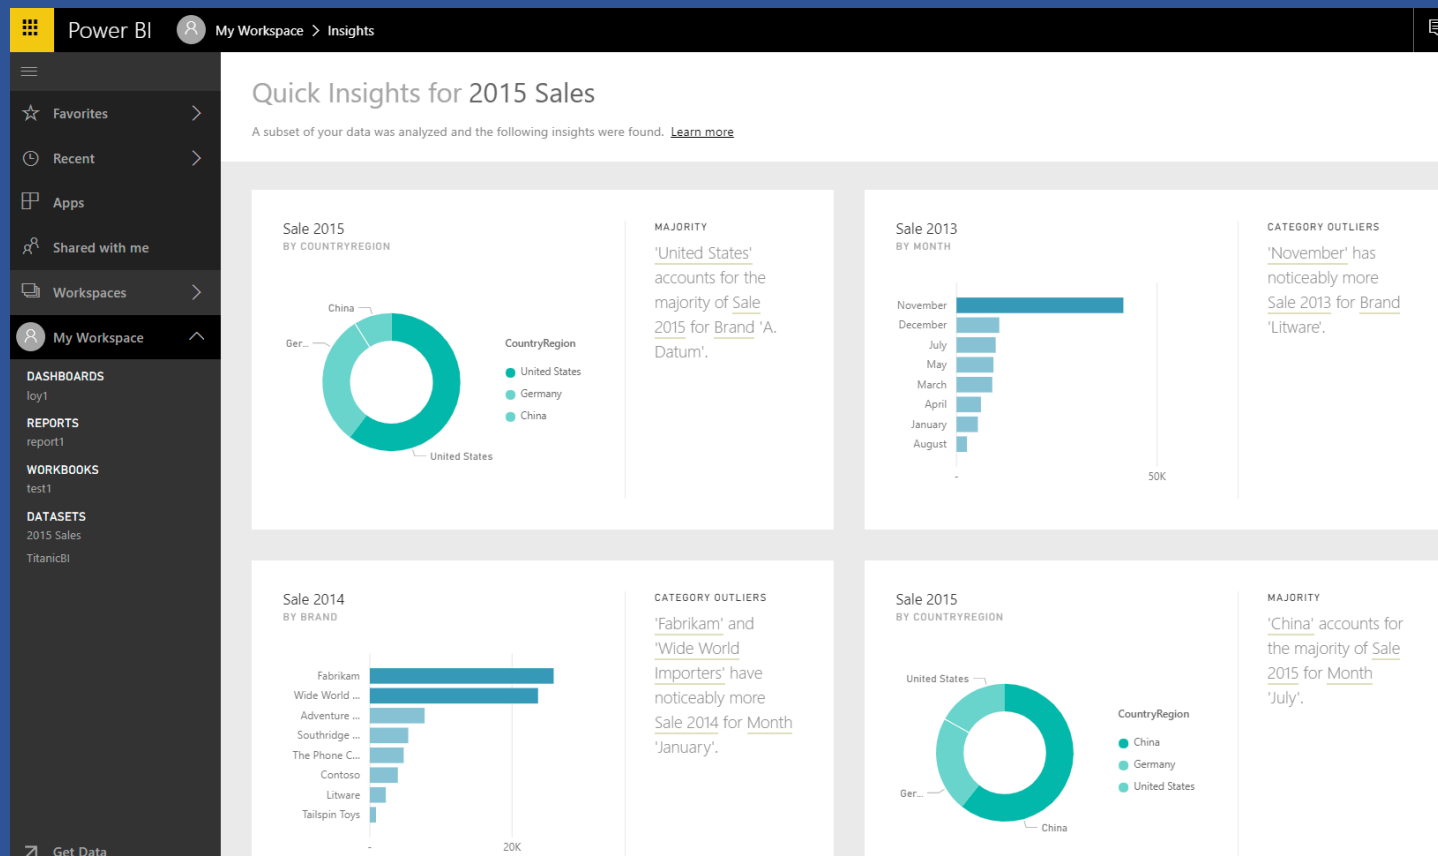 Power BI
My Workspace > Insights
Favorites
Recent
Apps
Shared with me
Workspaces
My Workspace
DASHBOARDS
loy1
REPORTS
report1
WORKBOOKS
test1
DATASETS
2015 Sales
TitanicBI
Get Data
Quick Insights for 2015 Sales
A subset of your data was analyzed and the following insights were found. Learn more
Sale 2015
BY COUNTRYREGION
China
Ger...
United States
CountryRegion
United States
Germany
China
MAJORITY
'United States'
accounts for the
majority of Sale
2015 for Brand 'A.
Datum'.
Sale 2013
BY MONTH
November
December
July
May
March
April
January
August
-
50K
CATEGORY OUTLIERS
'November' has
noticeably more
Sale 2013 for Brand
'Litware'.
Sale 2014
BY BRAND
Fabrikam
Wide World ...
Adventure ...
Southridge ...
The Phone C...
Contoso
Litware
Tailspin Toys
-
20K
CATEGORY OUTLIERS
'Fabrikam' and
'Wide World
Importers' have
noticeably more
Sale 2014 for Month
'January'.
Sale 2015
BY COUNTRYREGION
United States
Ger...
China
CountryRegion
China
Germany
United States
MAJORITY
'China' accounts for
the majority of Sale
2015 for Month
'July'.